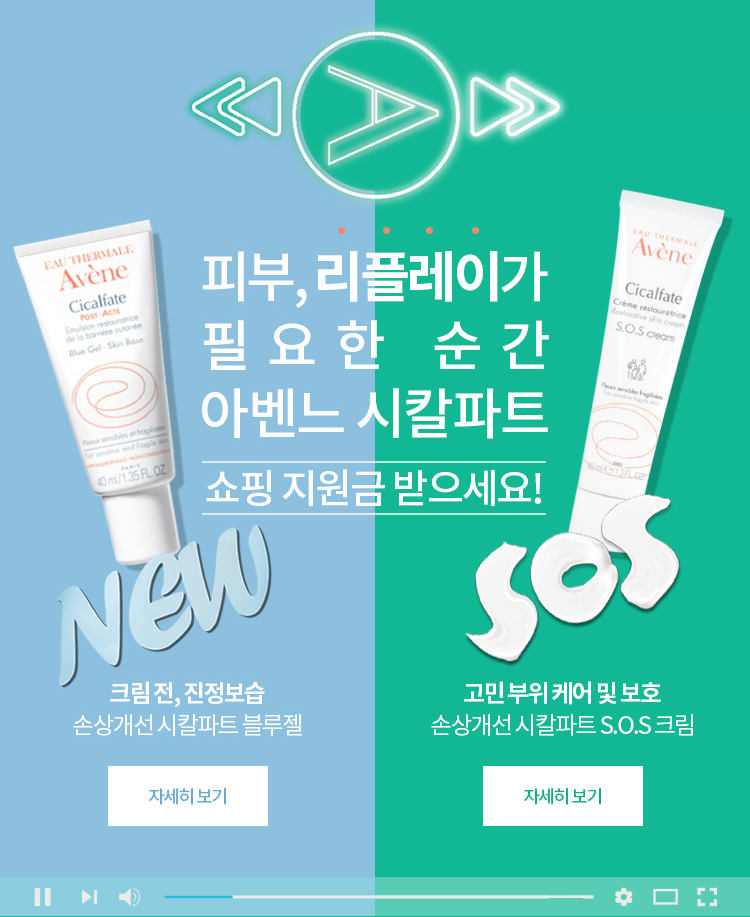 A
피부, 리플레이가
필요한 순간
아벤느 시칼파트
쇼핑 지원금 받으세요!
EAU THERMALE
Avène
Cicalfate
POST-ACTE
Emulsion restauratrice
de la barrière cutanée
Blue Gel - Skin Base
Peaux sensibles et fragilisées
For sensitive and fragile skin
PARIS
40 ml/1.35 FL.OZ
EAU THERMALE
Avène
Cicalfate
Crème restauratrice
Restorative skin cream
S.O.S cream
Peaux sensibles fragilisées
For sensitive fragile skin
NEW
SOS
크림 전, 진정보습
손상개선 시칼파트 블루젤
자세히 보기
고민 부위 케어 및 보호
손상개선 시칼파트 S.O.S 크림
자세히 보기